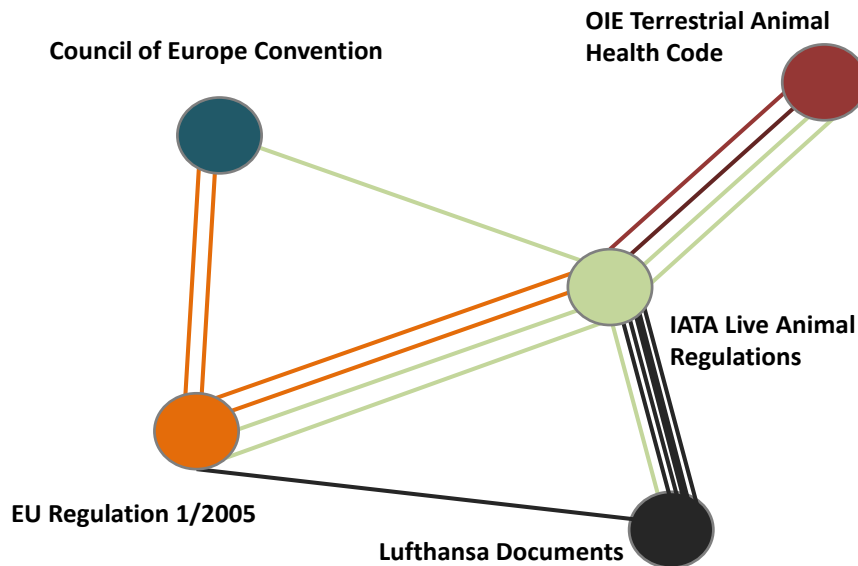 OIE Terrestrial Animal
Health Code
Council of Europe Convention
IATA Live Animal
Regulations
EU Regulation 1/2005
Lufthansa Documents